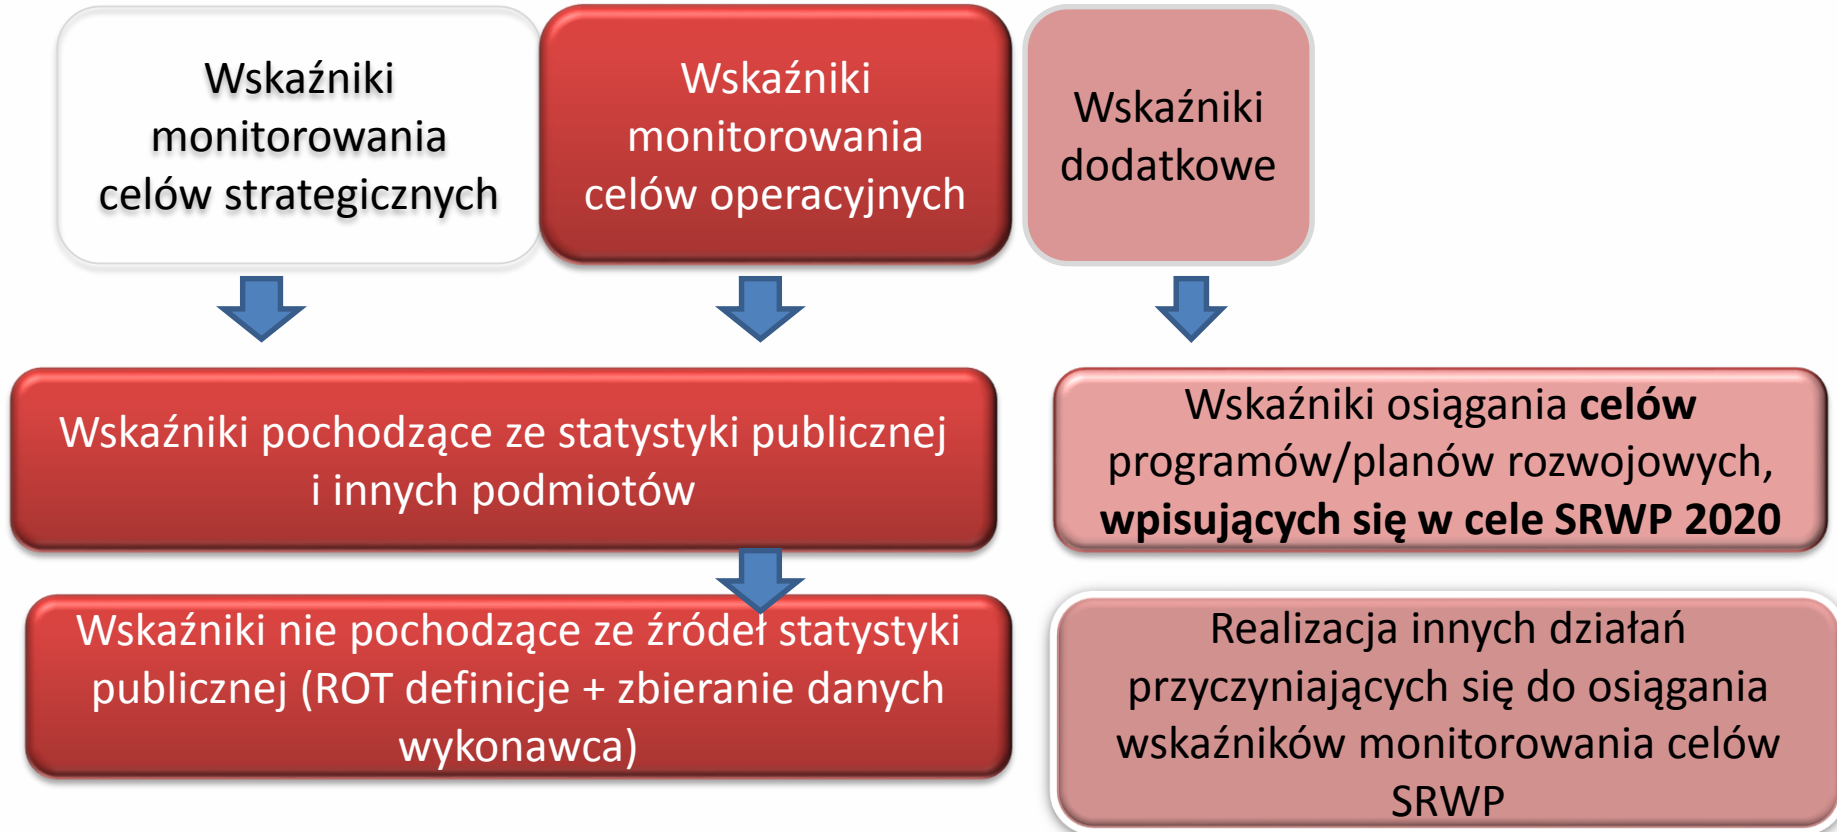 Wskaźniki
monitorowania
celów strategicznych
Wskaźniki
monitorowania
celów operacyjnych
Wskaźniki
dodatkowe
Wskaźniki pochodzące ze statystyki publicznej
i innych podmiotów
Wskaźniki osiągania celów
programów/planów rozwojowych,
wpisujących się w cele SRWP 2020
Wskaźniki nie pochodzące ze źródeł statystyki
publicznej (ROT definicje + zbieranie danych
wykonawca)
Realizacja innych działań
przyczyniających się do osiągania
wskaźników monitorowania celów
SRWP